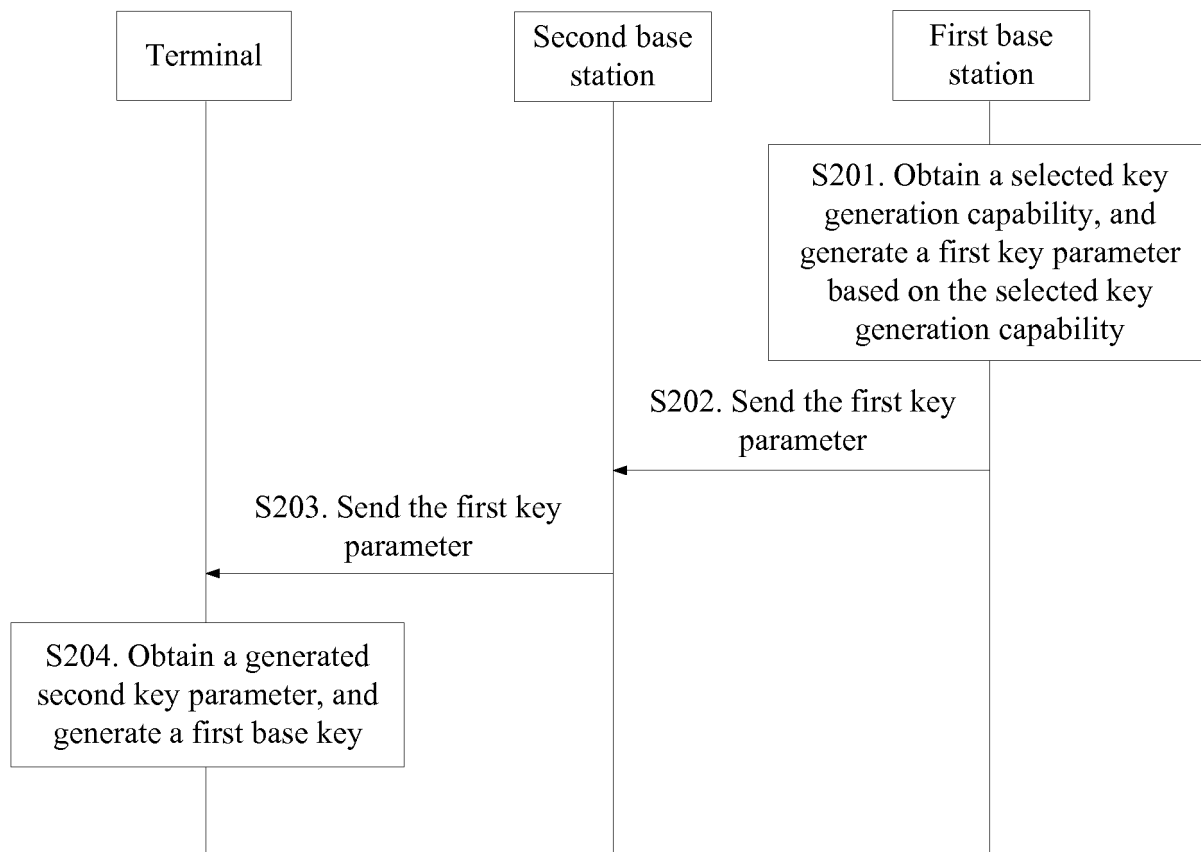 Terminal
Second base
station
First base
station
S201. Obtain a selected key
generation capability, and
generate a first key parameter
based on the selected key
generation capability
S202. Send the first key
parameter
S203. Send the first key
parameter
S204. Obtain a generated
second key parameter, and
generate a first base key